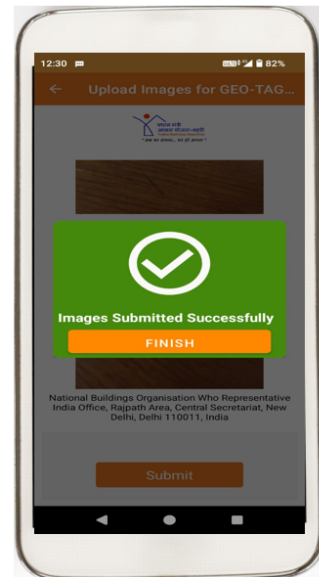 12:30
82%
Upload Images for GEO-TAG...
Images Submitted Successfully
FINISH
National Buildings Organisation Who Representative
India Office, Rajpath Area, Central Secretariat, New
Delhi, Delhi 110011, India
Submit